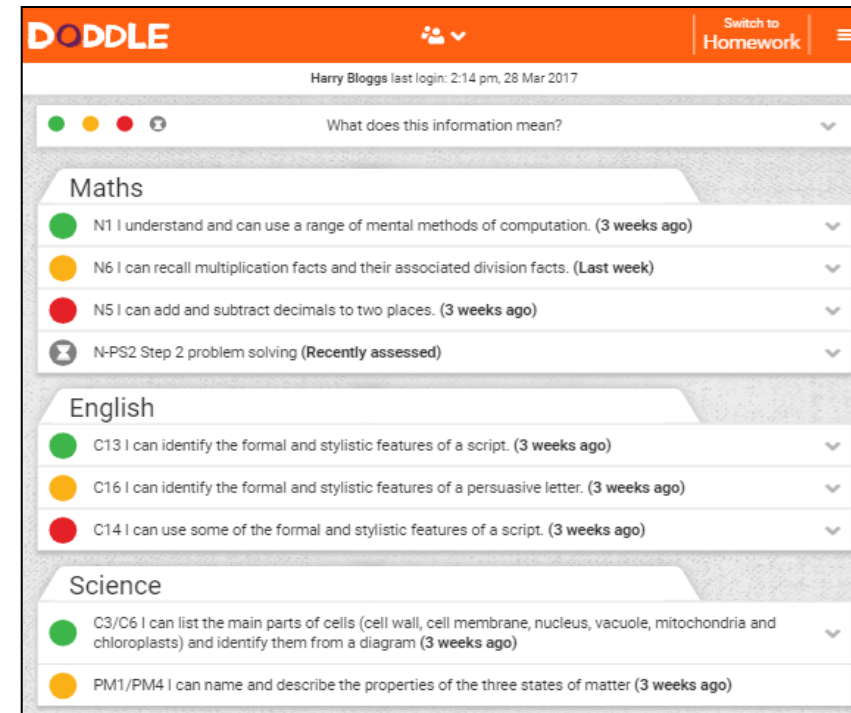 DODDLE
Switch to
Homework
Harry Bloggs last login: 2:14 pm, 28 Mar 2017
What does this information mean?
Maths
N1 I understand and can use a range of mental methods of computation. (3 weeks ago)
N6 I can recall multiplication facts and their associated division facts. (Last week)
N5 I can add and subtract decimals to two places. (3 weeks ago)
N-PS2 Step 2 problem solving (Recently assessed)
English
C13 I can identify the formal and stylistic features of a script. (3 weeks ago)
C16 I can identify the formal and stylistic features of a persuasive letter. (3 weeks ago)
C14 I can use some of the formal and stylistic features of a script. (3 weeks ago)
Science
C3/C6 I can list the main parts of cells (cell wall, cell membrane, nucleus, vacuole, mitochondria and
chloroplasts) and identify them from a diagram (3 weeks ago)
PM1/PM4 I can name and describe the properties of the three states of matter (3 weeks ago)